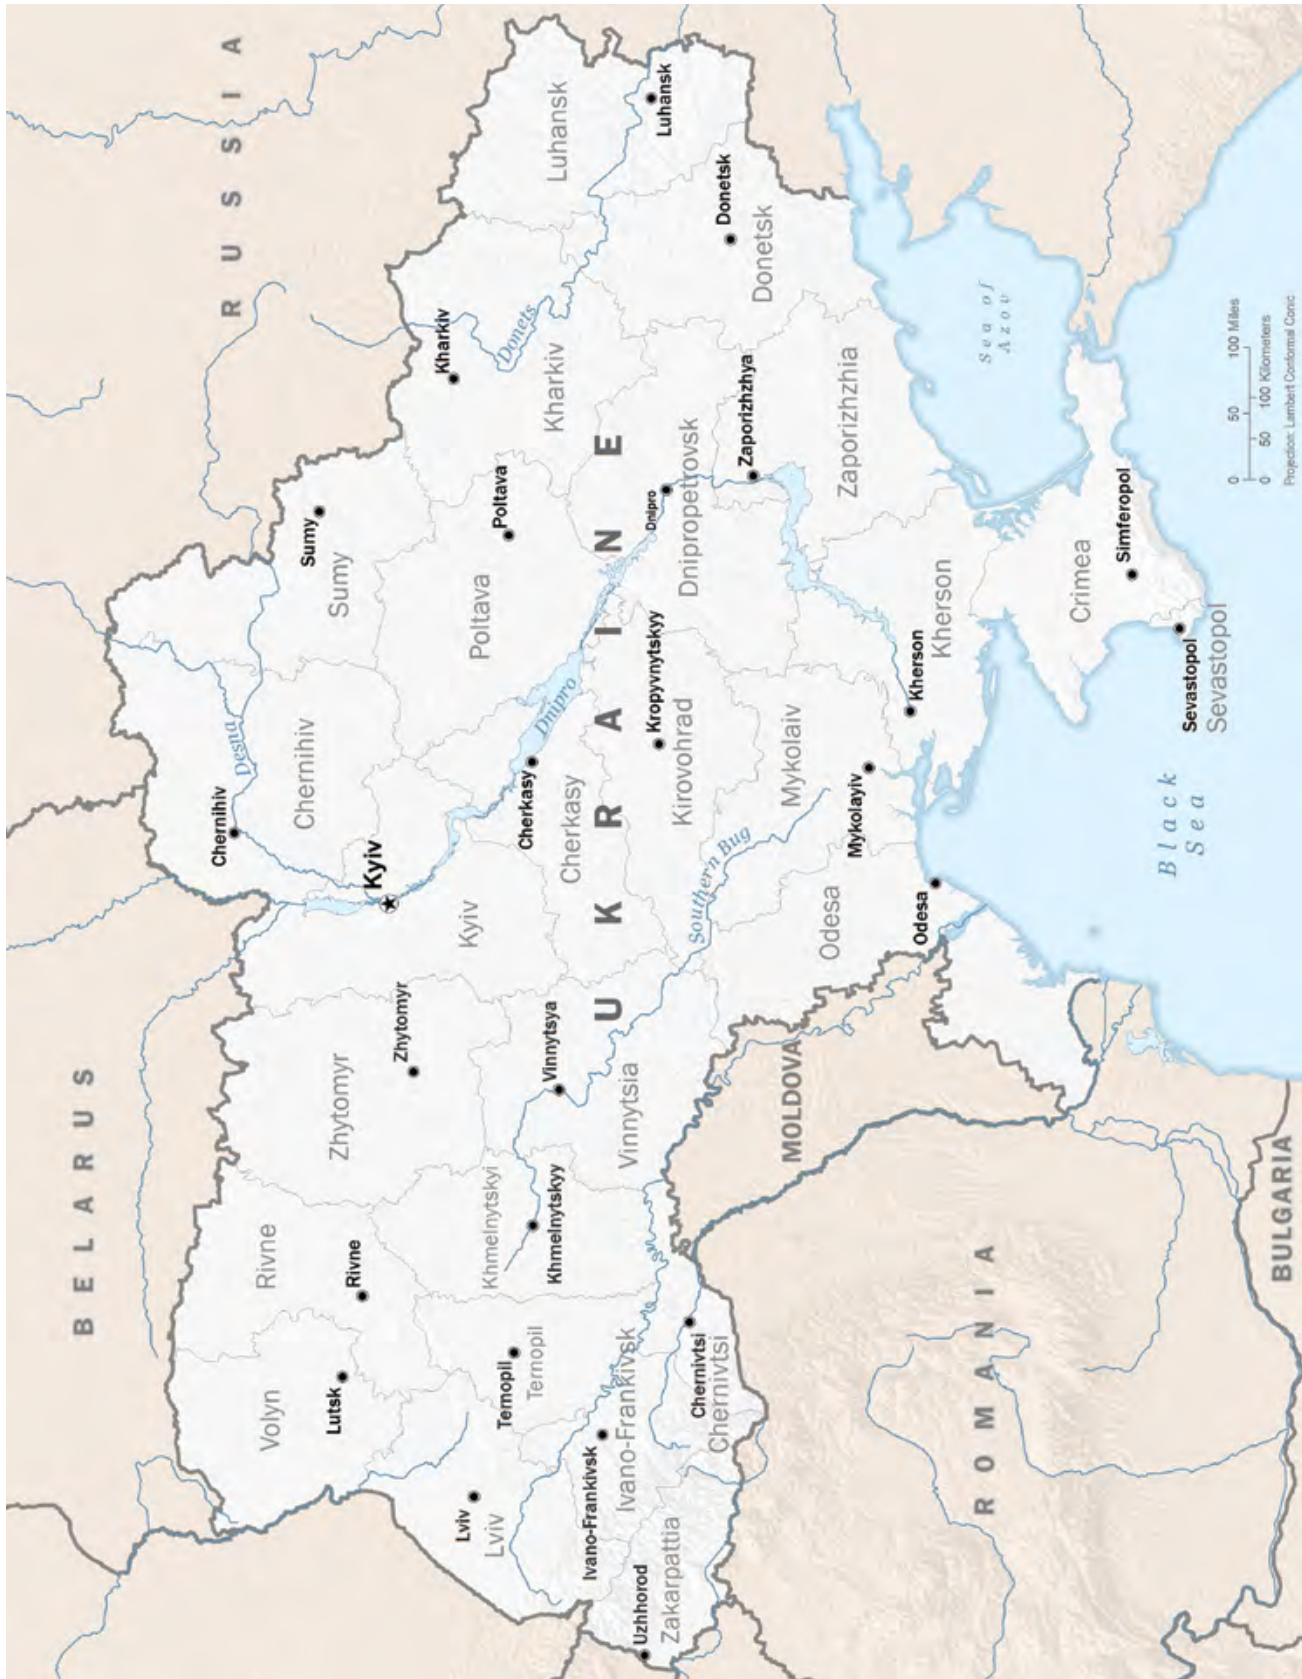 BELARUS
RUSSIA
Chernihiv
Desna
Chernihiv
Sumy
Sumy
Volyn
Lutsk
Rivne
Rivne
Zhytomyr
Zhytomyr
Kyiv
Kyiv
Poltava
Poltava
Kharkiv
Kharkiv
Donets
Luhansk
Luhansk
Lviv
Lviv
Ternopil
Ternopil
Khmelnytskyi
Khmelnytskyy
Vinnytsya
Vinnytsia
Cherkasy
Cherkasy
Dnipro
UKRAINE
Uzhhorod
Zakarpattia
Ivano-Frankivsk
Ivano-Frankivsk
Chernivtsi
Chernivtsi
Southern Bug
Kropyvnytskyy
Kirovohrad
Dnipro
Dnipropetrovsk
Donetsk
Donetsk
Zaporizhzhya
Zaporizhzhia
MOLDOVA
Odesa
Odesa
Mykolaiv
Mykolayiv
Kherson
Kherson
Sea of
Azov
ROMANIA
Crimea
Simferopol
Sevastopol
Sevastopol
Black
Sea
BULGARIA
0 50 100 Miles
0 50 100 Kilometers
Projection: Lambert Conformal Conic